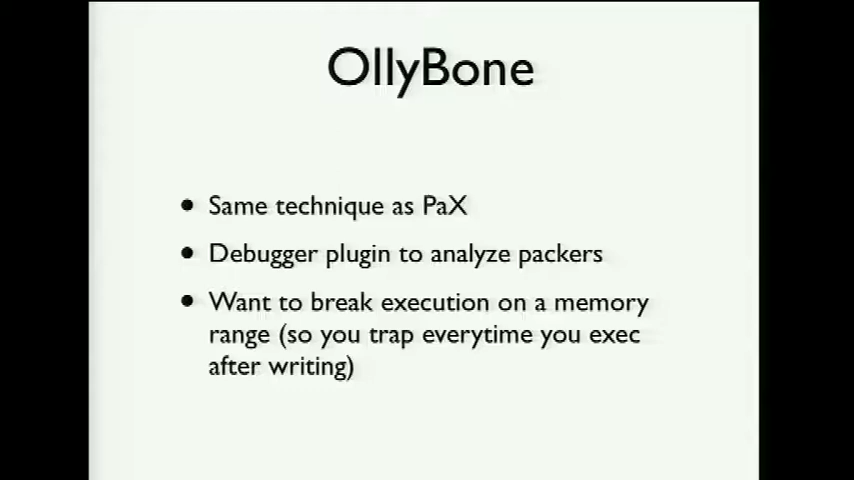 OllyBone
• Same technique as PaX
• Debugger plugin to analyze packers
• Want to break execution on a memory
range (so you trap everytime you exec
after writing)